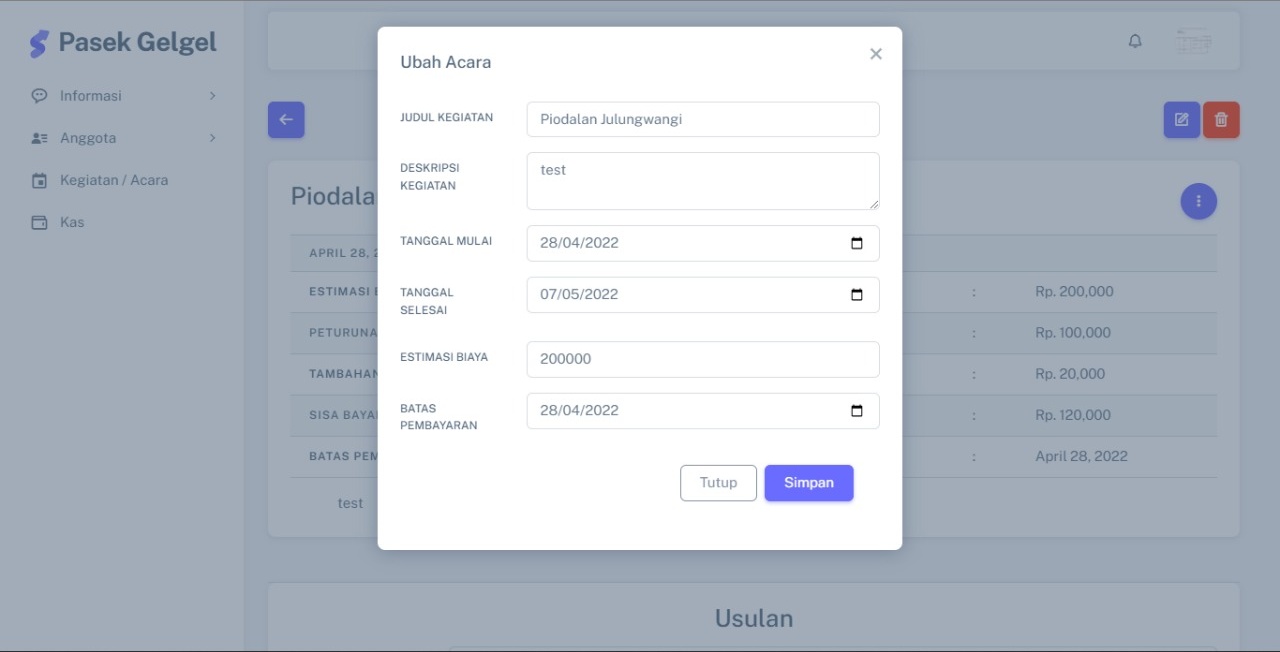 Pasek Gelgel
Informasi
Anggota
Kegiatan / Acara
Kas
Ubah Acara
JUDUL KEGIATAN
Piodalan Julungwangi
DESKRIPSI
KEGIATAN
test
TANGGAL MULAI
28/04/2022
TANGGAL
SELESAI
07/05/2022
ESTIMASI BIAYA
200000
BATAS
PEMBAYARAN
28/04/2022
Tutup
Simpan
Piodala
APRIL 28, 2
ESTIMASI B
:
Rp. 200,000
PETURUNA
:
Rp. 100,000
TAMBAHAN
:
Rp. 20,000
SISA BAYA
:
Rp. 120,000
BATAS PEM
:
April 28, 2022
test
Usulan